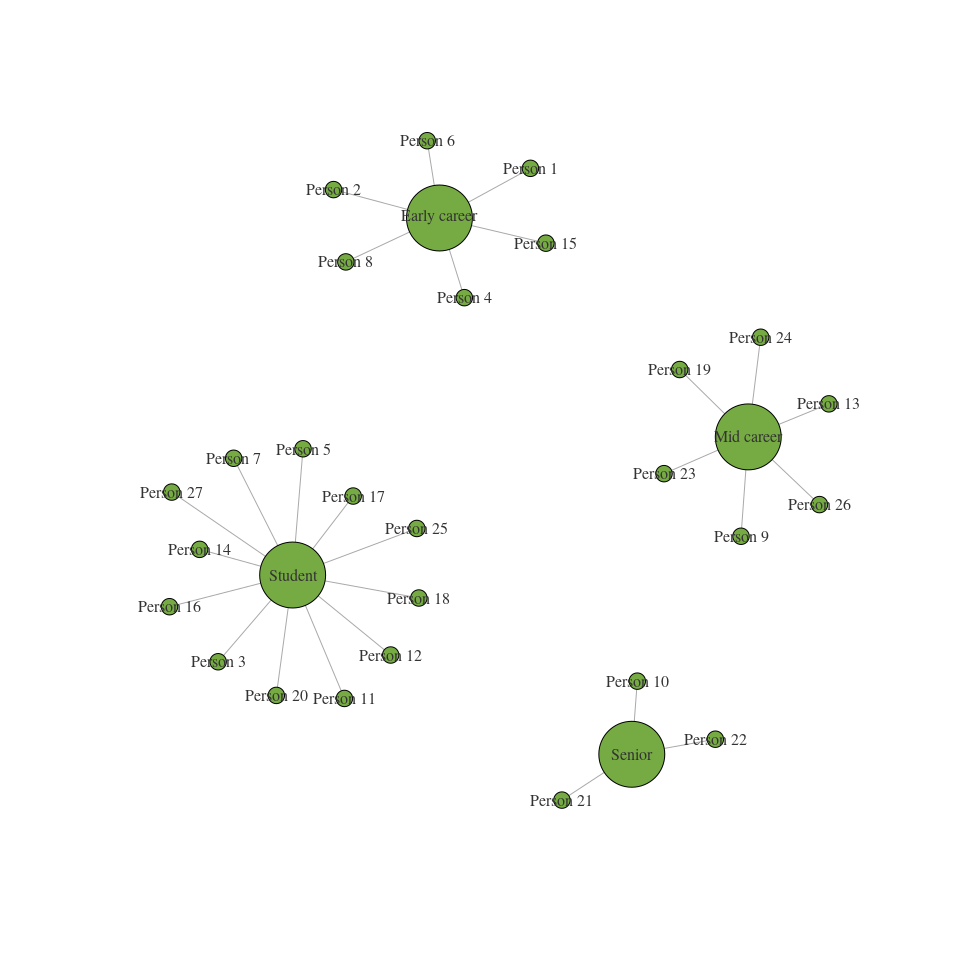 Person 6
Person 1
Person 2
Early career
Person 15
Person 8
Person 4
Person 24
Person 19
Person 13
Mid career
Person 23
Person 26
Person 9
Person 5
Person 7
Person 27
Person 17
Person 25
Person 14
Student
Person 18
Person 16
Person 12
Person 3
Person 20
Person 11
Person 10
Person 22
Senior
Person 21